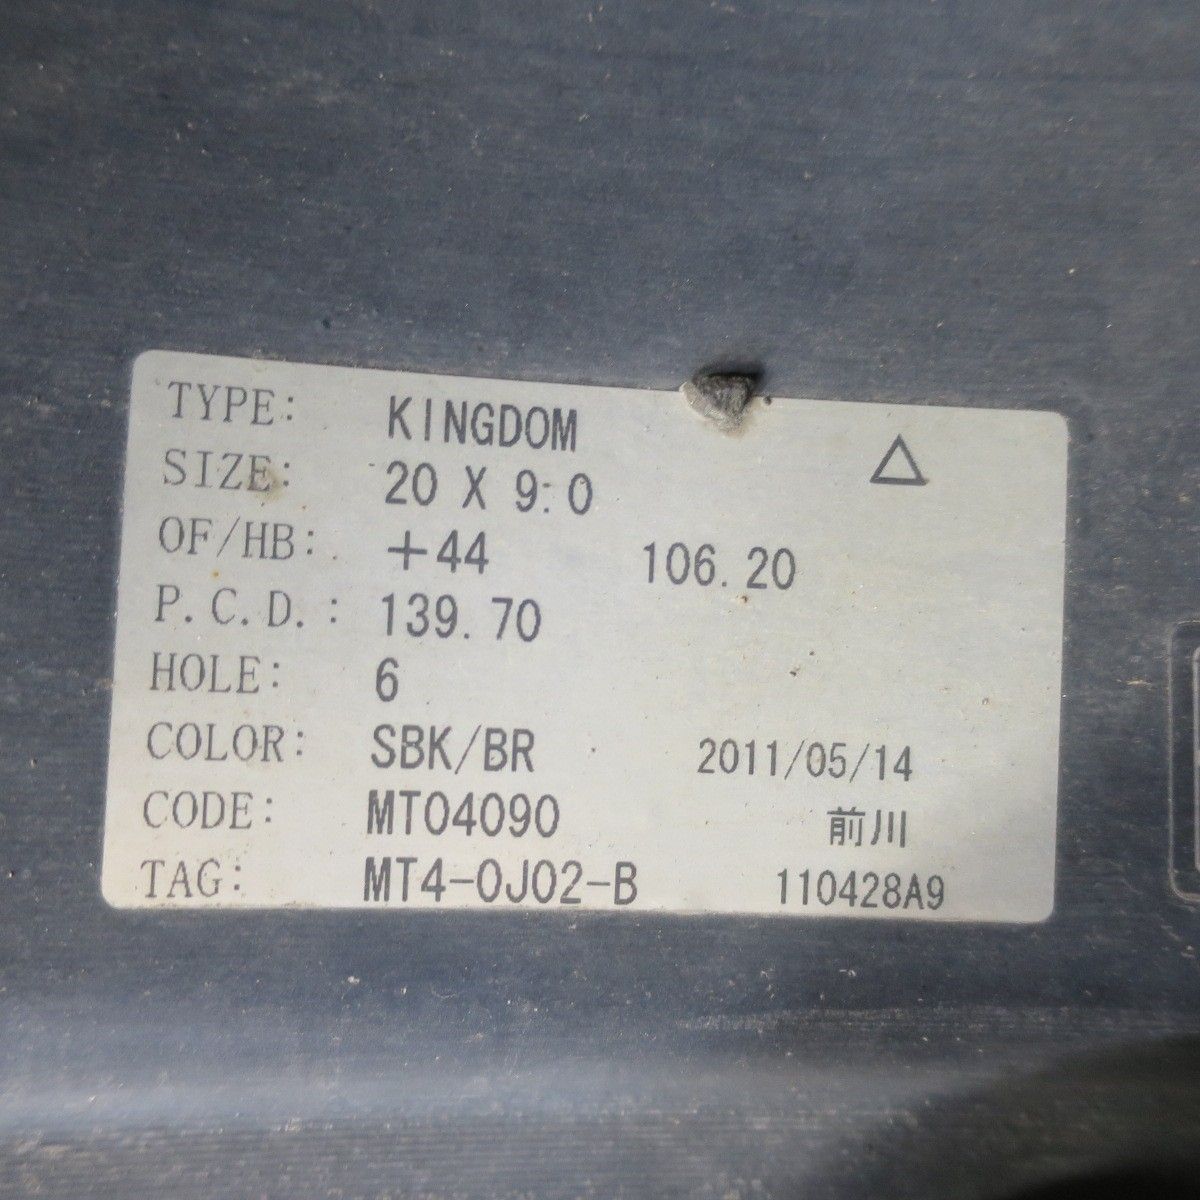 TYPE: KINGDOM
SIZE: 20 X 9.0
OF/HB: +44 106.20
P.C.D.: 139.70
HOLE: 6
COLOR: SBK/BR 2011/05/14
CODE: MT04090 前川
TAG: MT4-0J02-B 110428A9